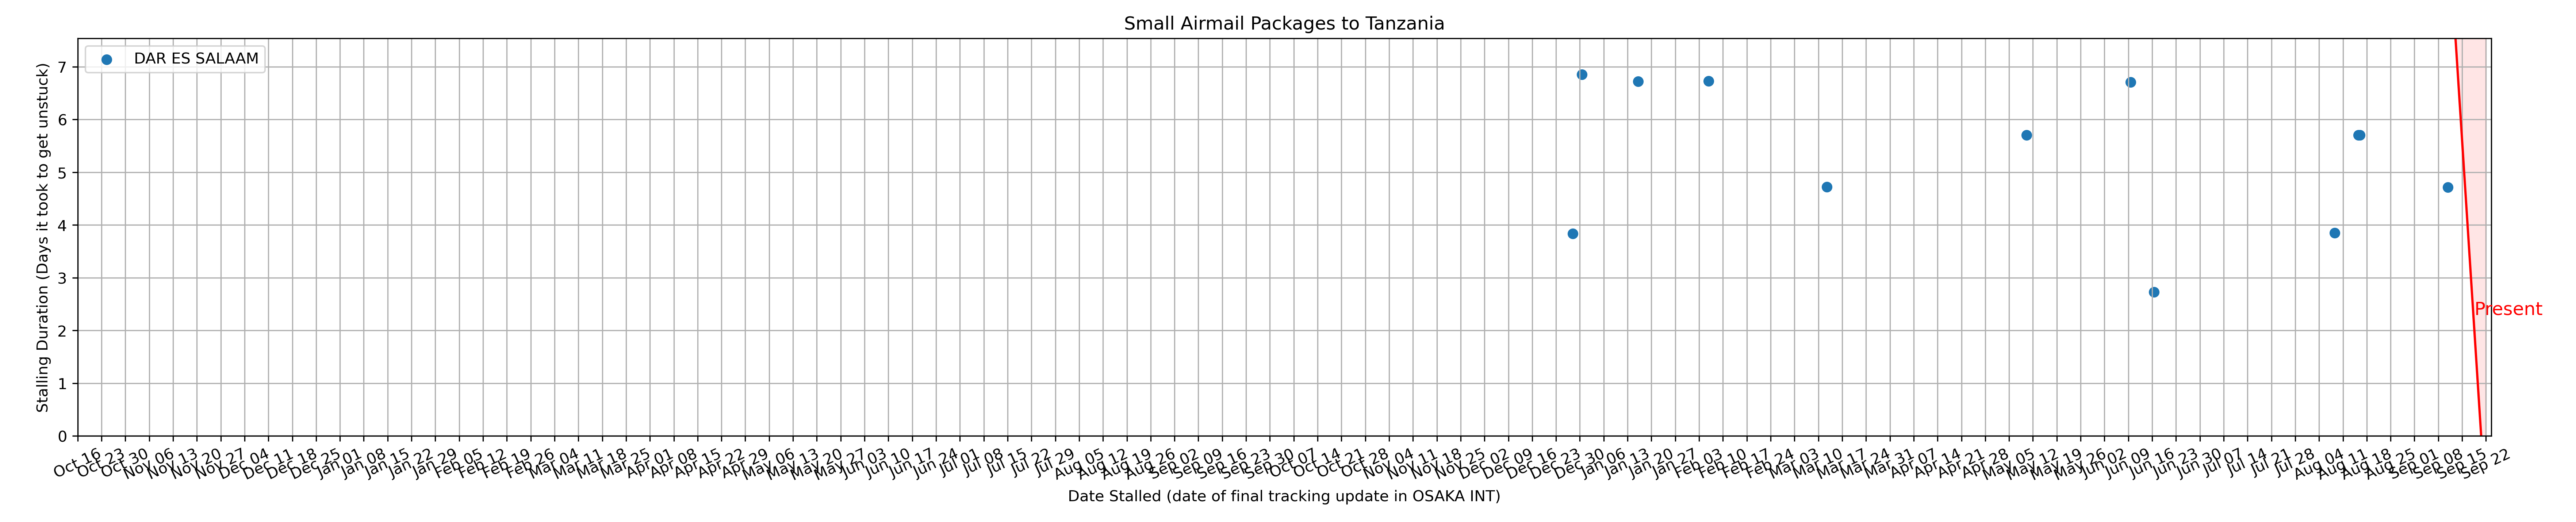 Small Airmail Packages to Tanzania
DAR ES SALAAM
Stalling Duration (Days it took to get unstuck)
7
6
5
4
3
2
1
0
Present
Oct 16
Oct 23
Oct 30
Nov 06
Nov 13
Nov 20
Nov 27
Dec 04
Dec 11
Dec 18
Dec 25
Jan 01
Jan 08
Jan 15
Jan 22
Jan 29
Feb 05
Feb 12
Feb 19
Feb 26
Mar 04
Mar 11
Mar 18
Mar 25
Apr 01
Apr 08
Apr 15
Apr 22
Apr 29
May 06
May 13
May 20
May 27
Jun 03
Jun 10
Jun 17
Jun 24
Jul 01
Jul 08
Jul 15
Jul 22
Jul 29
Aug 05
Aug 12
Aug 19
Aug 26
Sep 02
Sep 09
Sep 16
Sep 23
Sep 30
Oct 07
Oct 14
Oct 21
Oct 28
Nov 04
Nov 11
Nov 18
Nov 25
Dec 02
Dec 09
Dec 16
Dec 23
Dec 30
Jan 06
Jan 13
Jan 20
Jan 27
Feb 03
Feb 10
Feb 17
Feb 24
Mar 03
Mar 10
Mar 17
Mar 24
Mar 31
Apr 07
Apr 14
Apr 21
Apr 28
May 05
May 12
May 19
May 26
Jun 02
Jun 09
Jun 16
Jun 23
Jun 30
Jul 07
Jul 14
Jul 21
Jul 28
Aug 04
Aug 11
Aug 18
Aug 25
Sep 01
Sep 08
Sep 15
Sep 22
Date Stalled (date of final tracking update in OSAKA INT)